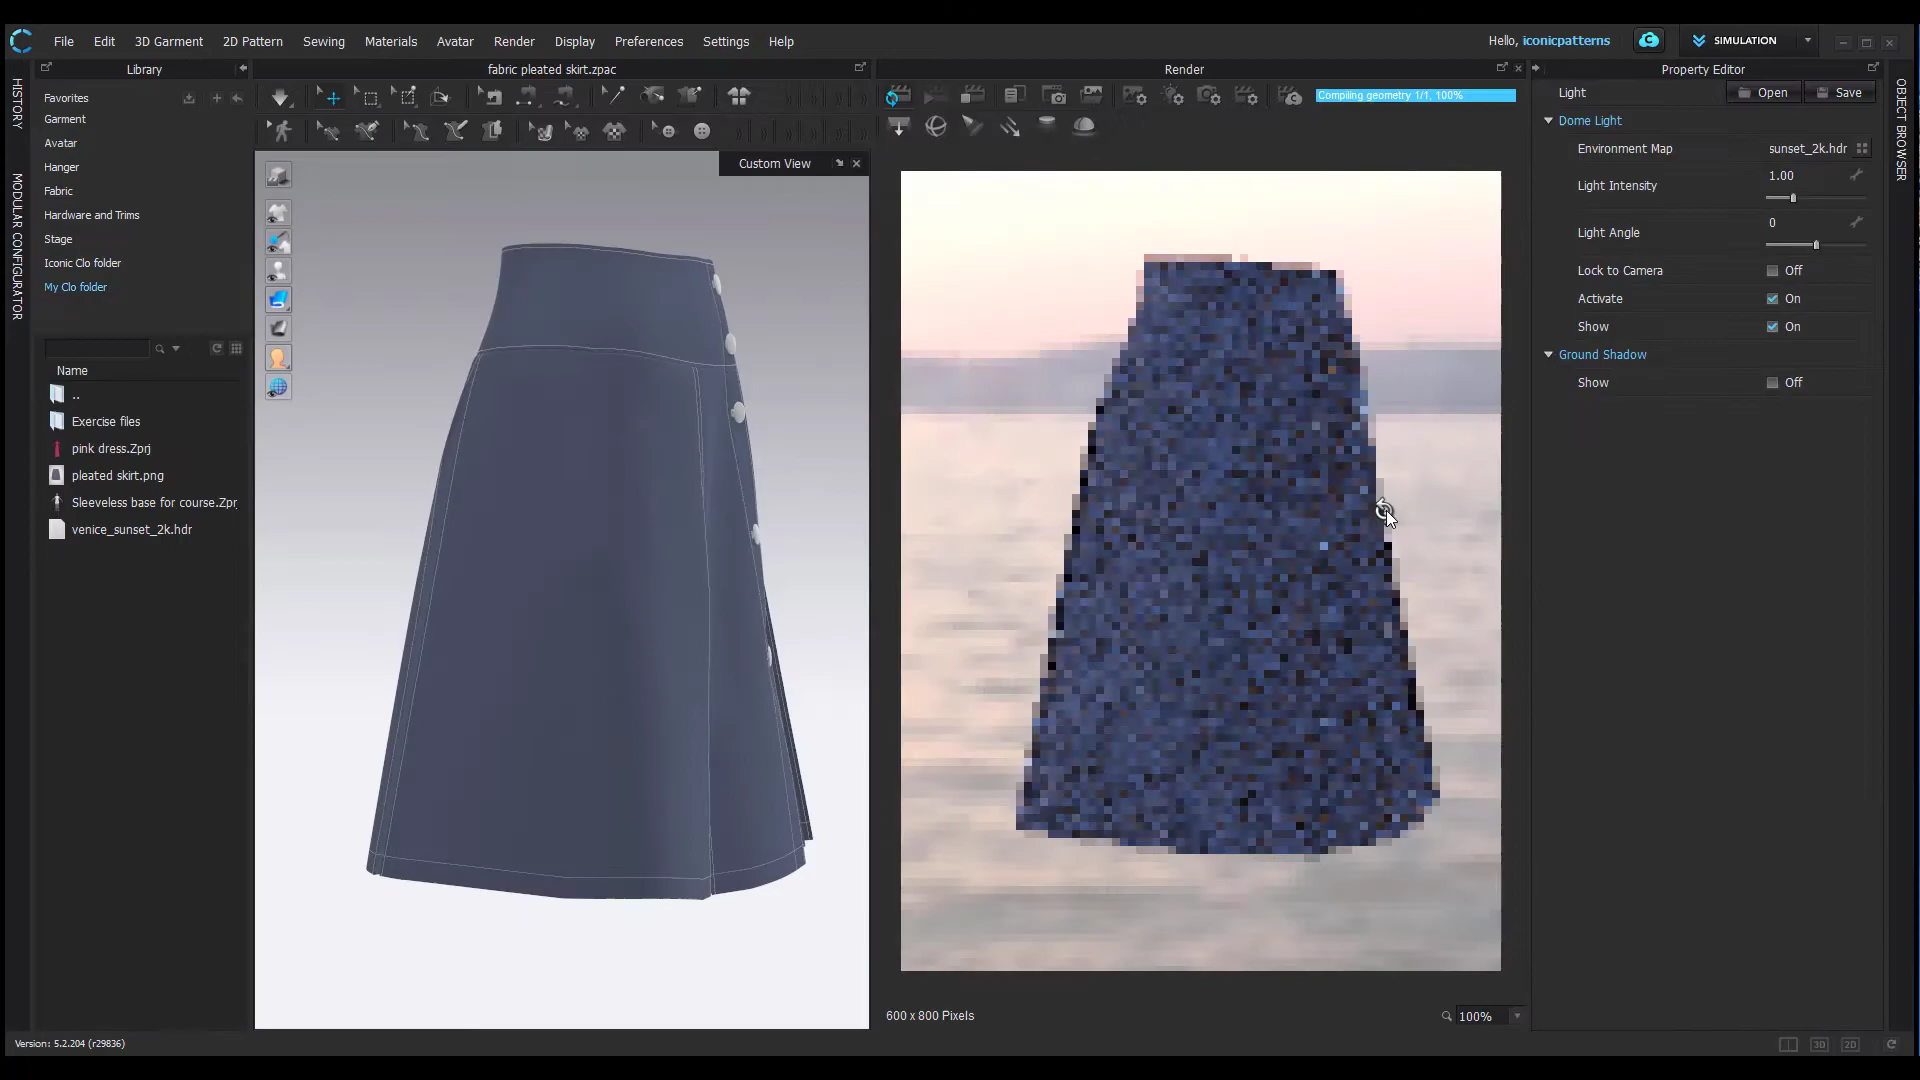 File Edit 3D Garment 2D Pattern Sewing Materials Avatar Render Display Preferences Settings Help
Hello, iconicpatterns
SIMULATION
Library
fabric pleated skirt.zpac
Render
Property Editor
HISTORY
MODULAR CONFIGURATOR
OBJECT BROWSER
Favorites
Garment
Avatar
Hanger
Fabric
Hardware and Trims
Stage
Iconic Clo folder
My Clo folder
Name
..
Exercise files
pink dress.Zprj
pleated skirt.png
Sleeveless base for course.Zprj
venice_sunset_2k.hdr
Custom View
Compiling geometry 1/1, 100%
600 x 800 Pixels
100%
Light
Open
Save
Dome Light
Environment Map sunset_2k.hdr
Light Intensity 1.00
Light Angle 0
Lock to Camera Off
Activate On
Show On
Ground Shadow
Show Off
Version: 5.2.204 (r29836)
3D
2D